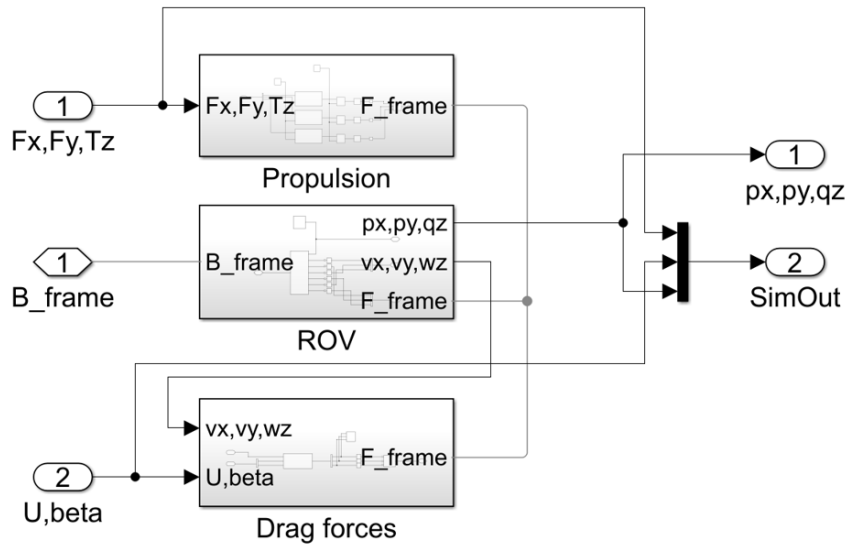 1
Fx,Fy,Tz
Fx,Fy,Tz
F_frame
Propulsion
1
px,py,qz
1
B_frame
B_frame
px,py,qz
vx,vy,wz
F_frame
ROV
2
SimOut
2
U,beta
vx,vy,wz
U,beta
F_frame
Drag forces